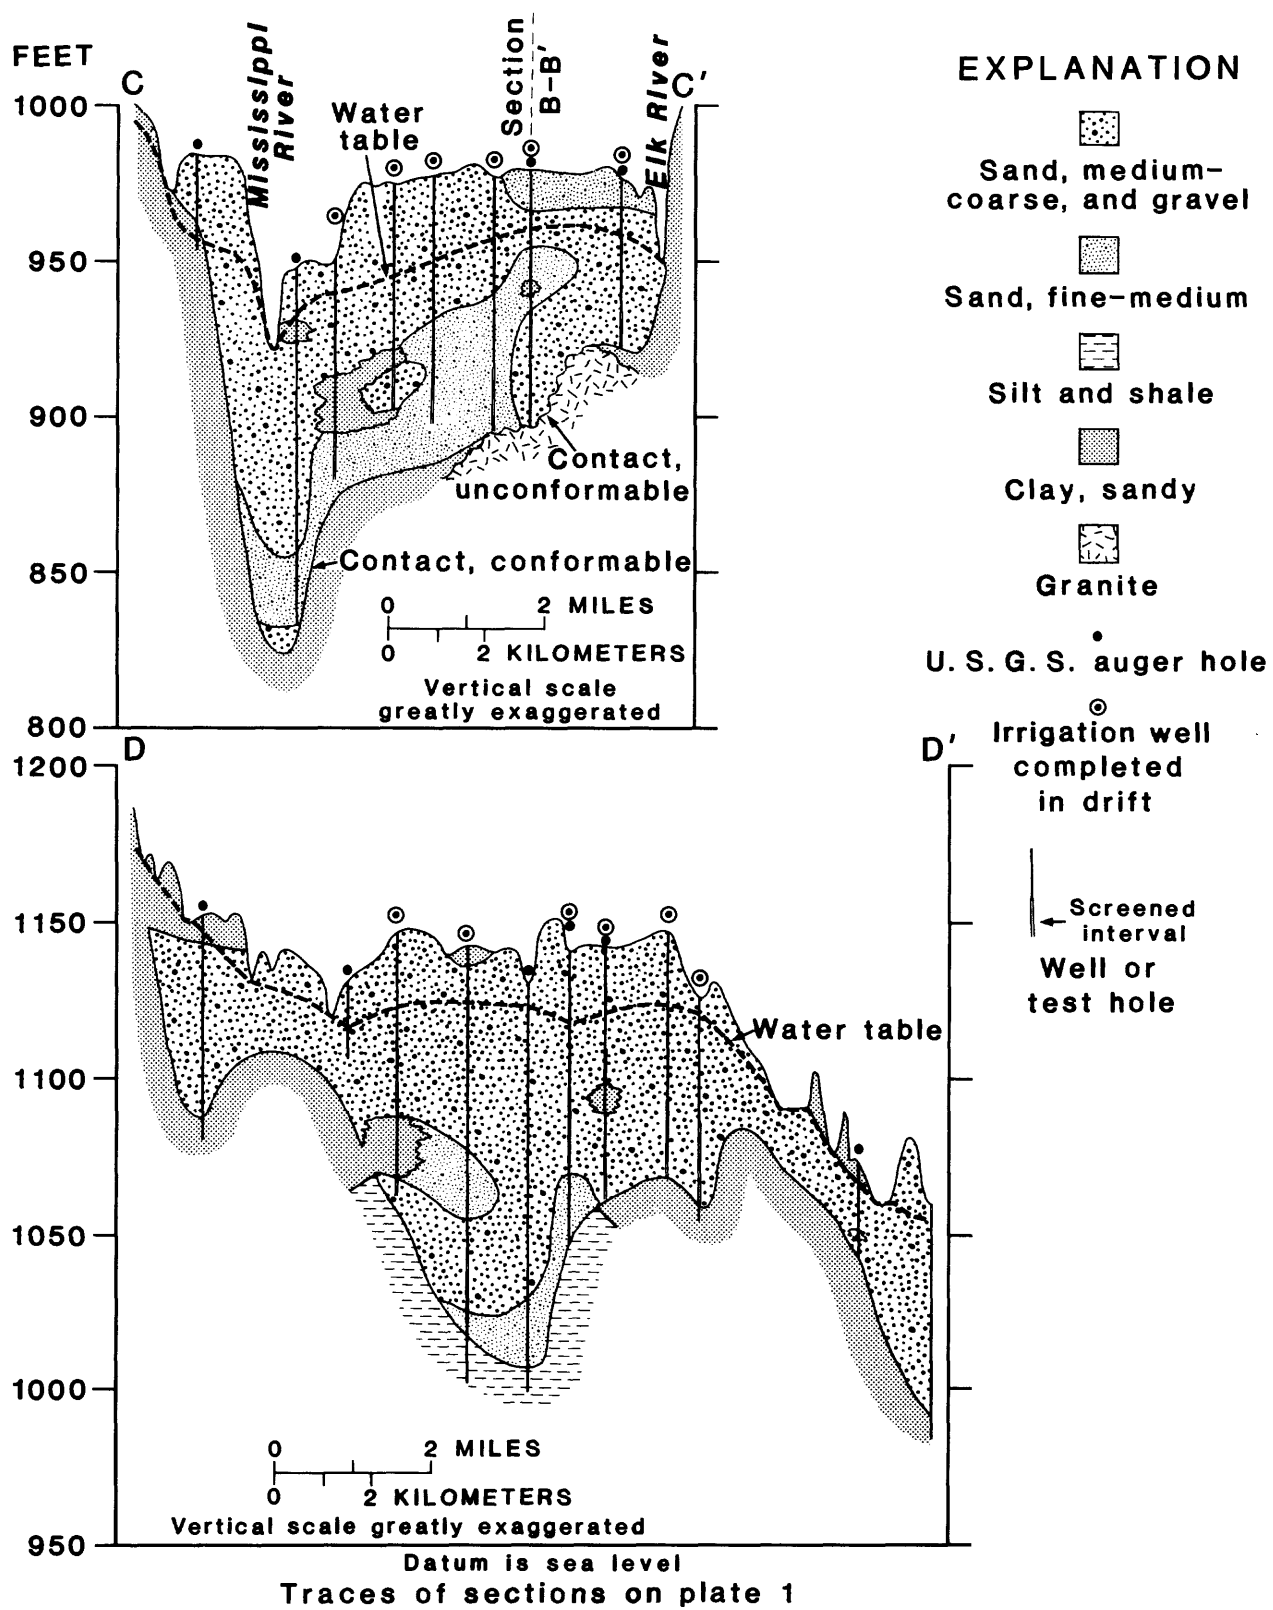 FEET
C
Mississippi
River
Water
table
Section
B-B'
Elk River
C'
1000
950
900
850
800
Contact,
unconformable
Contact, conformable
0 2 MILES
0 2 KILOMETERS
Vertical scale
greatly exaggerated
D
D'
1200
1150
1100
1050
1000
950
Water table
0 2 MILES
0 2 KILOMETERS
Vertical scale greatly exaggerated
Datum is sea level
Traces of sections on plate 1
EXPLANATION
Sand, medium-
coarse, and gravel
Sand, fine-medium
Silt and shale
Clay, sandy
Granite
U.S.G.S. auger hole
Irrigation well
completed
in drift
Screened
interval
Well or
test hole